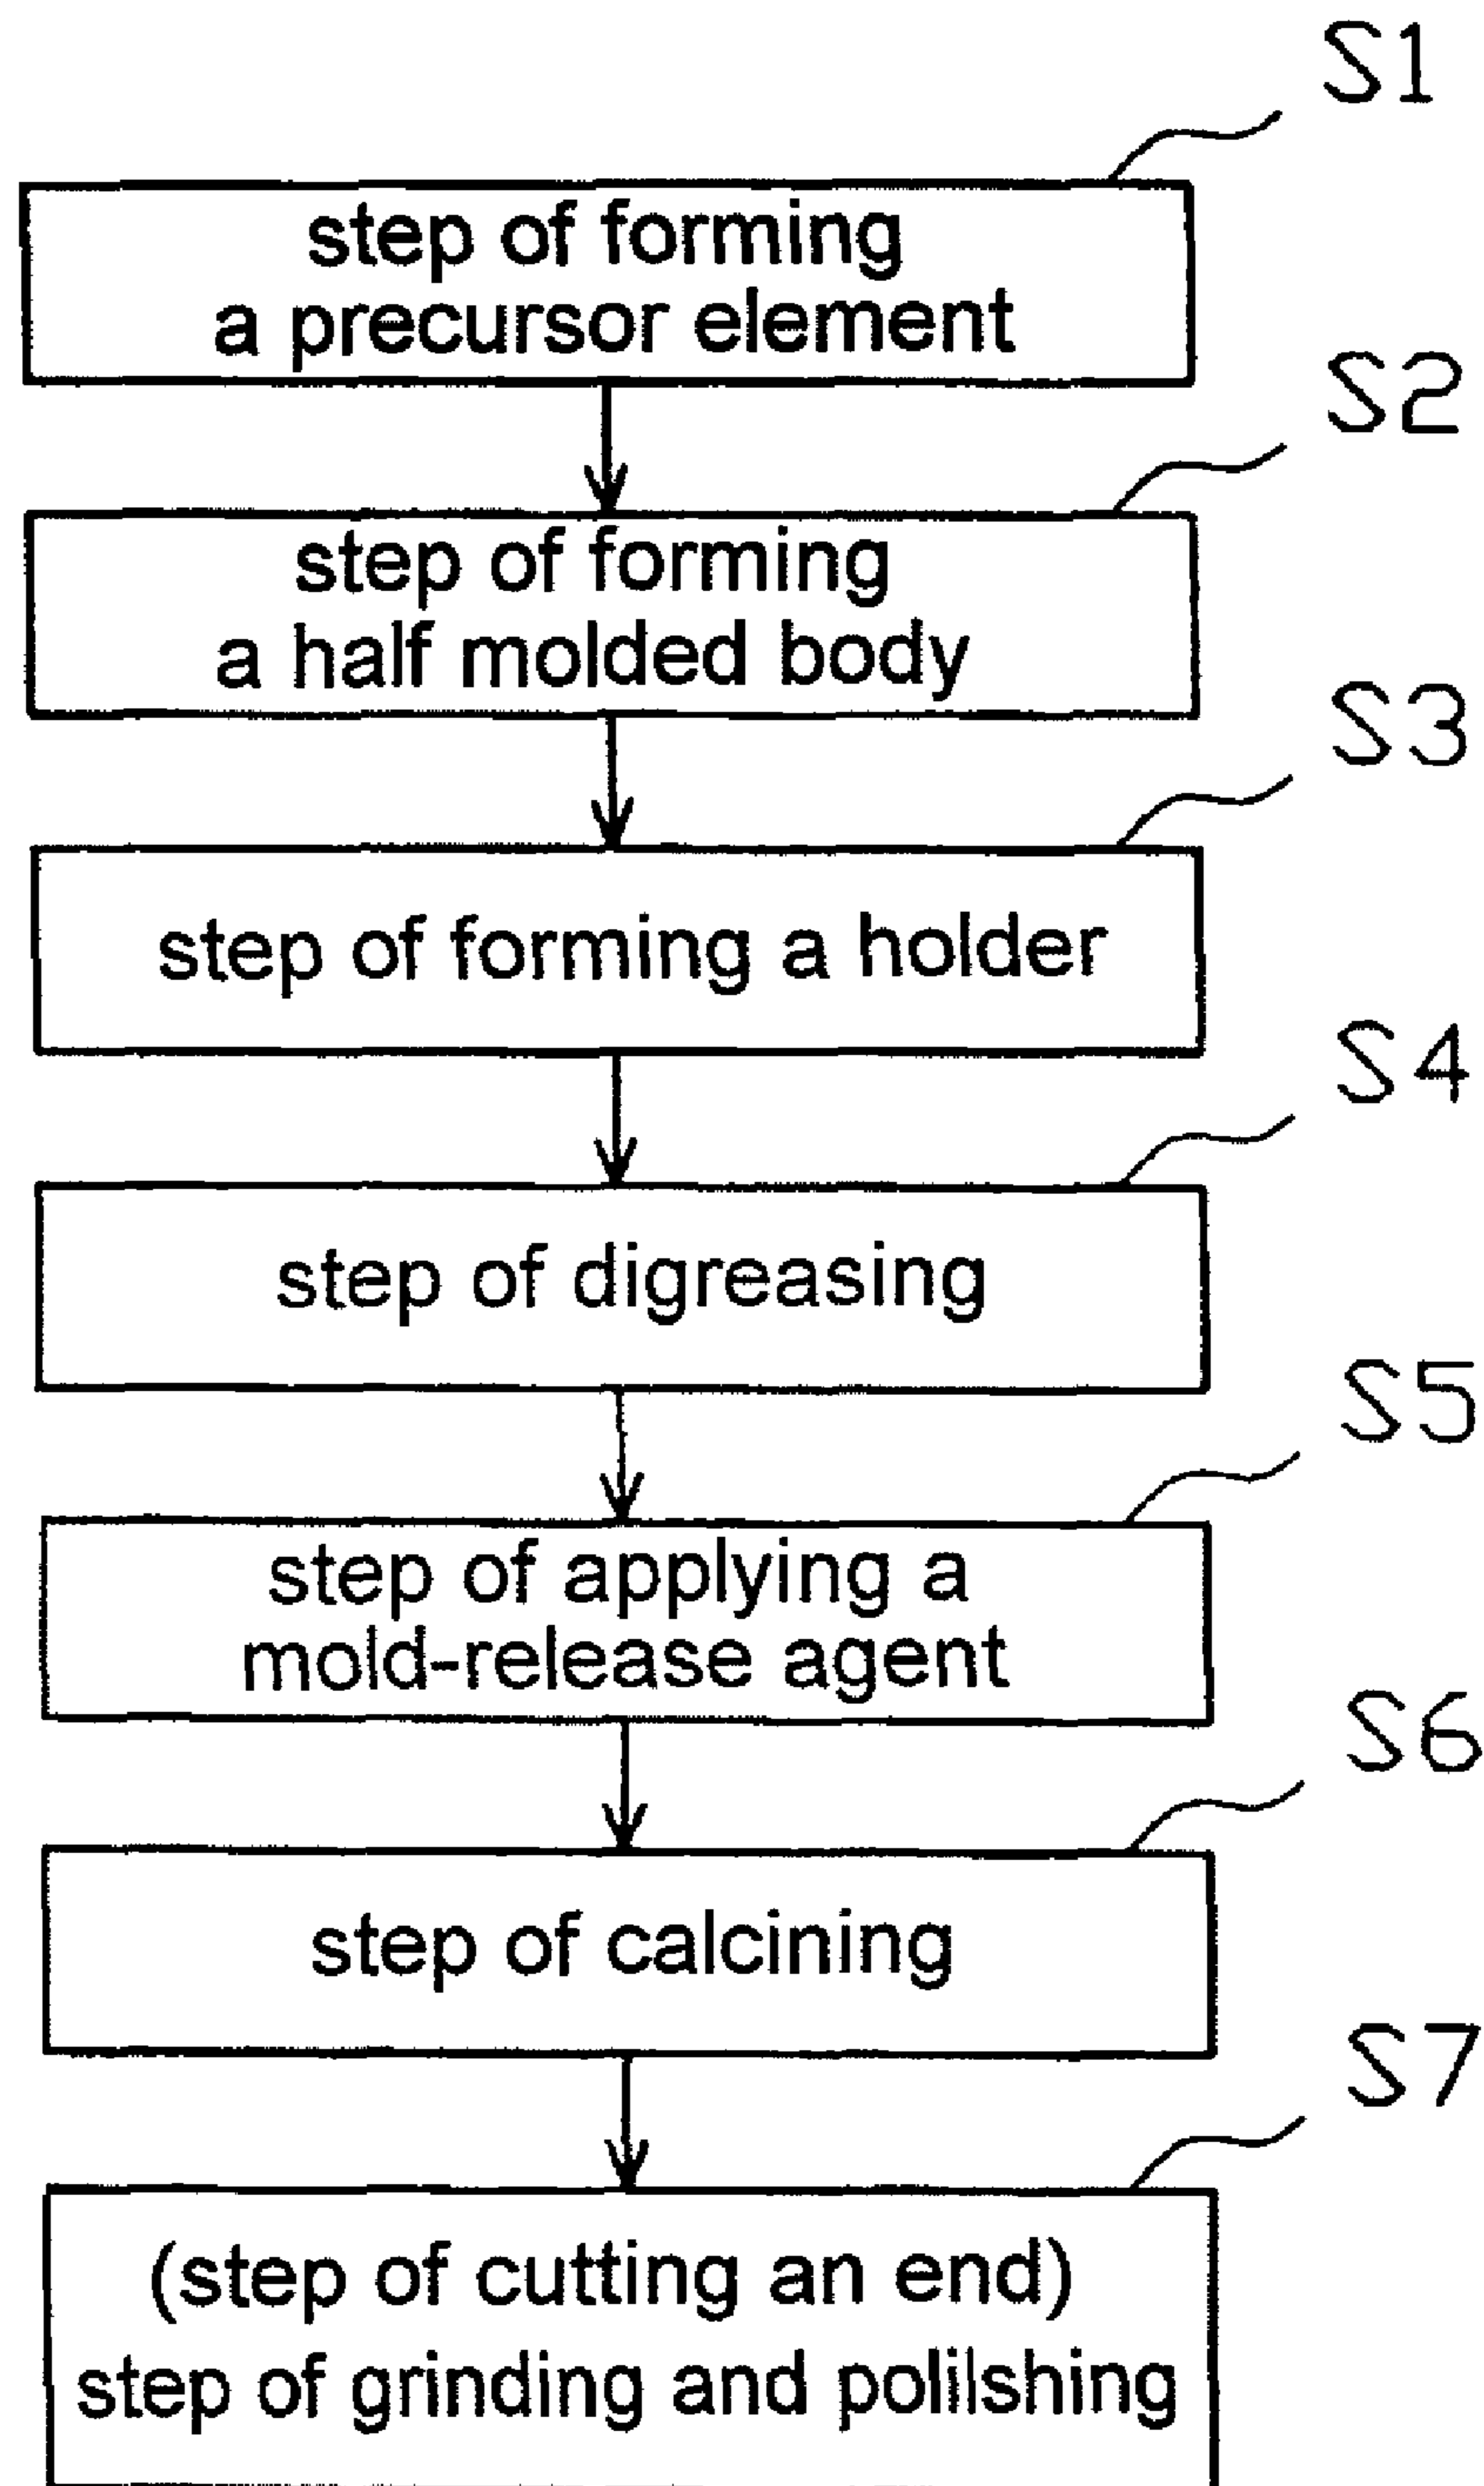 S1
step of forming
a precursor element
S2
step of forming
a half molded body
S3
step of forming a holder
S4
step of digreasing
S5
step of applying a
mold-release agent
S6
step of calcining
S7
(step of cutting an end)
step of grinding and polilshing